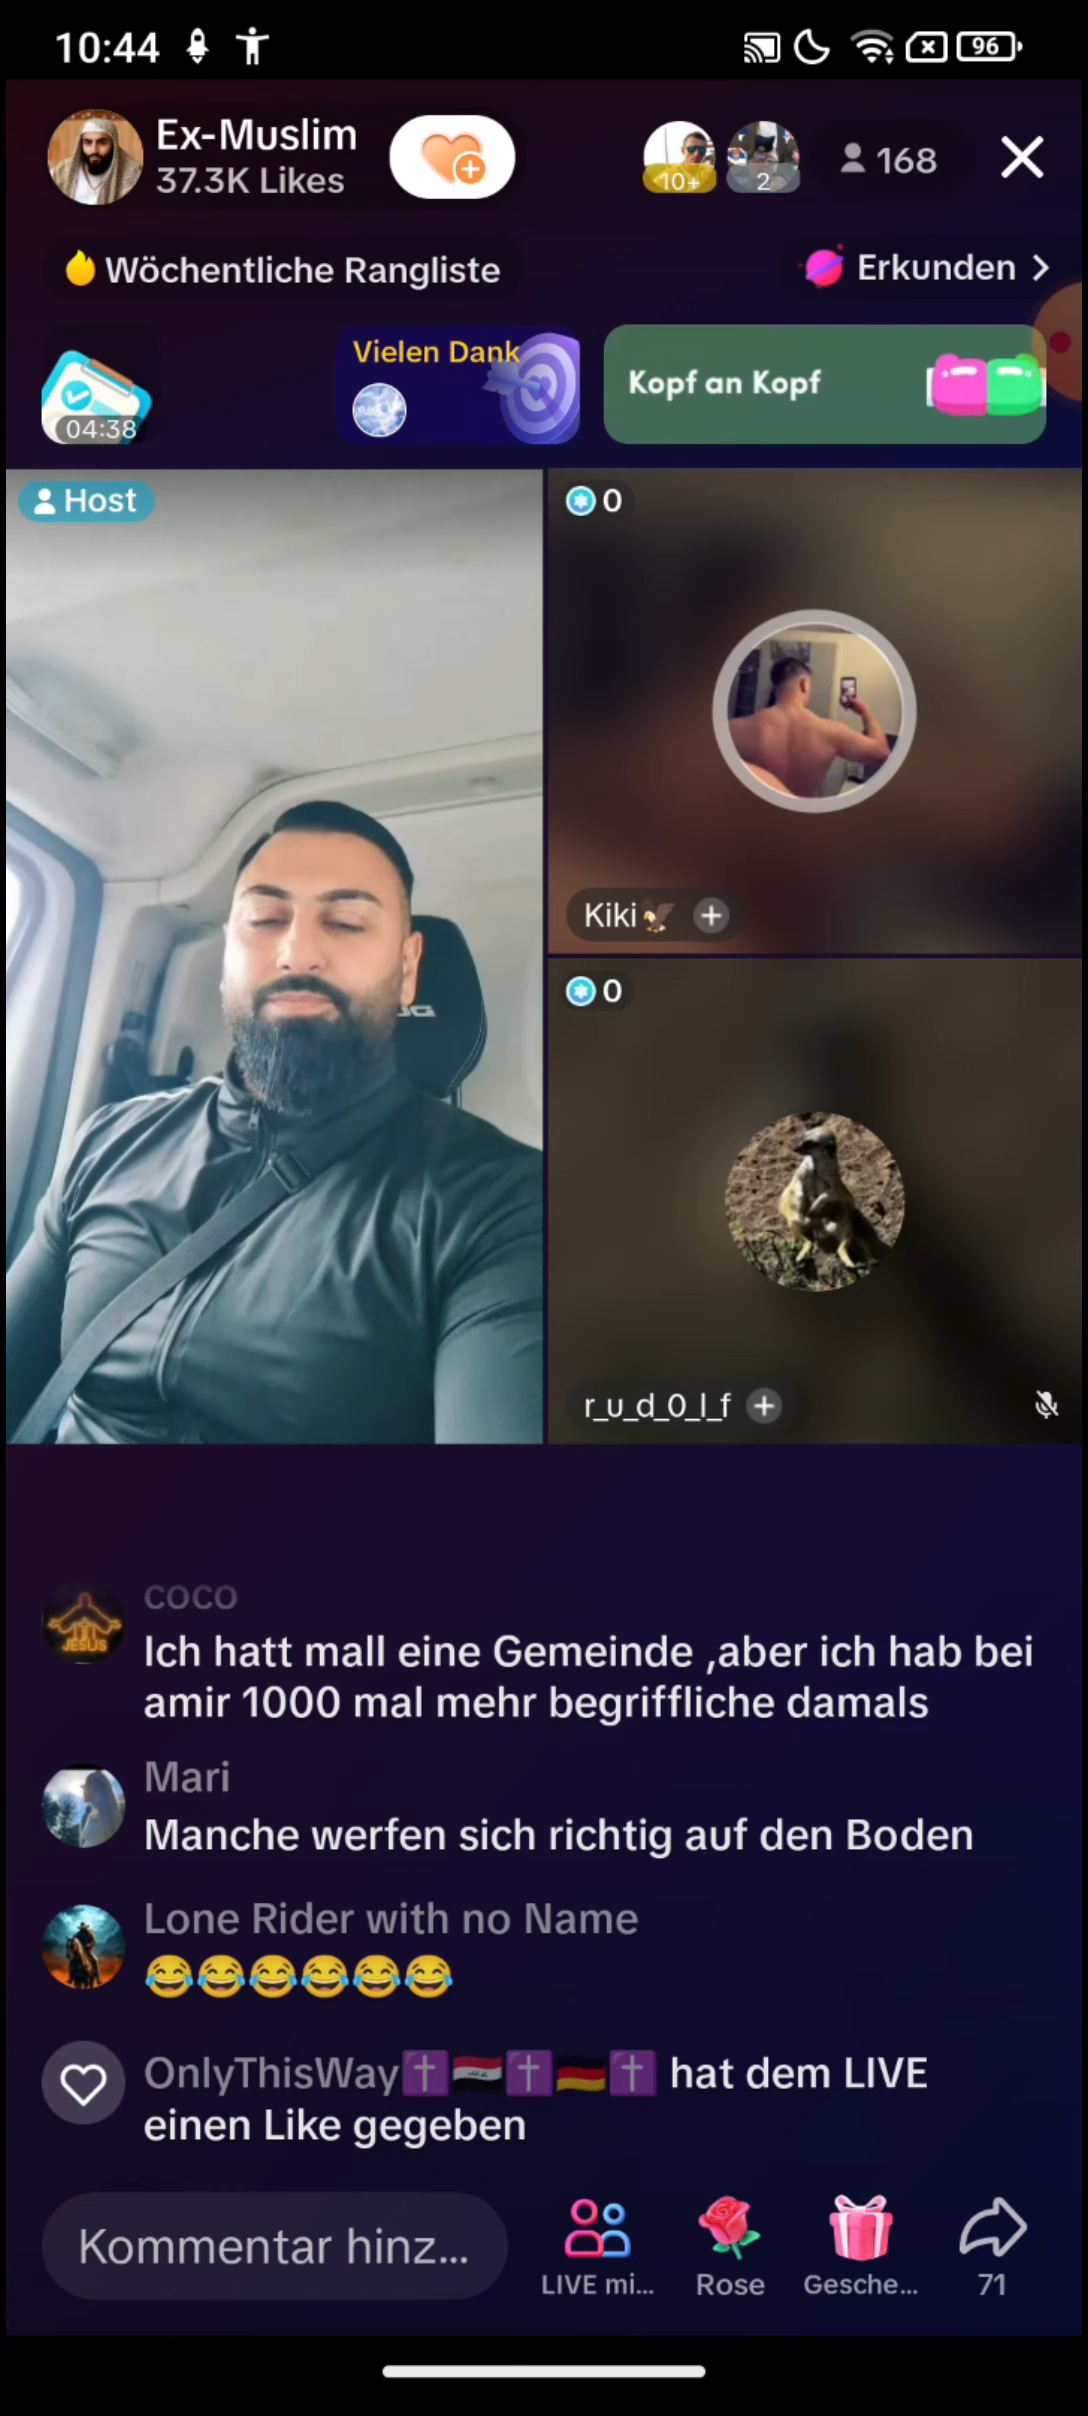 10:44
96
Ex-Muslim
37.3K Likes
10+
2
168
Wöchentliche Rangliste
Erkunden
04:38
Vielen Dank
Kopf an Kopf
Host
0
Kiki
0
r_u_d_0_l_f
coco
JESUS
Ich hatt mall eine Gemeinde ,aber ich hab bei
amir 1000 mal mehr begriffliche damals
Mari
Manche werfen sich richtig auf den Boden
Lone Rider with no Name
😂😂😂😂😂😂
OnlyThisWay✝️🇮🇶✝️🇩🇪✝️ hat dem LIVE
einen Like gegeben
Kommentar hinz...
LIVE mi...
Rose
Gesche...
71